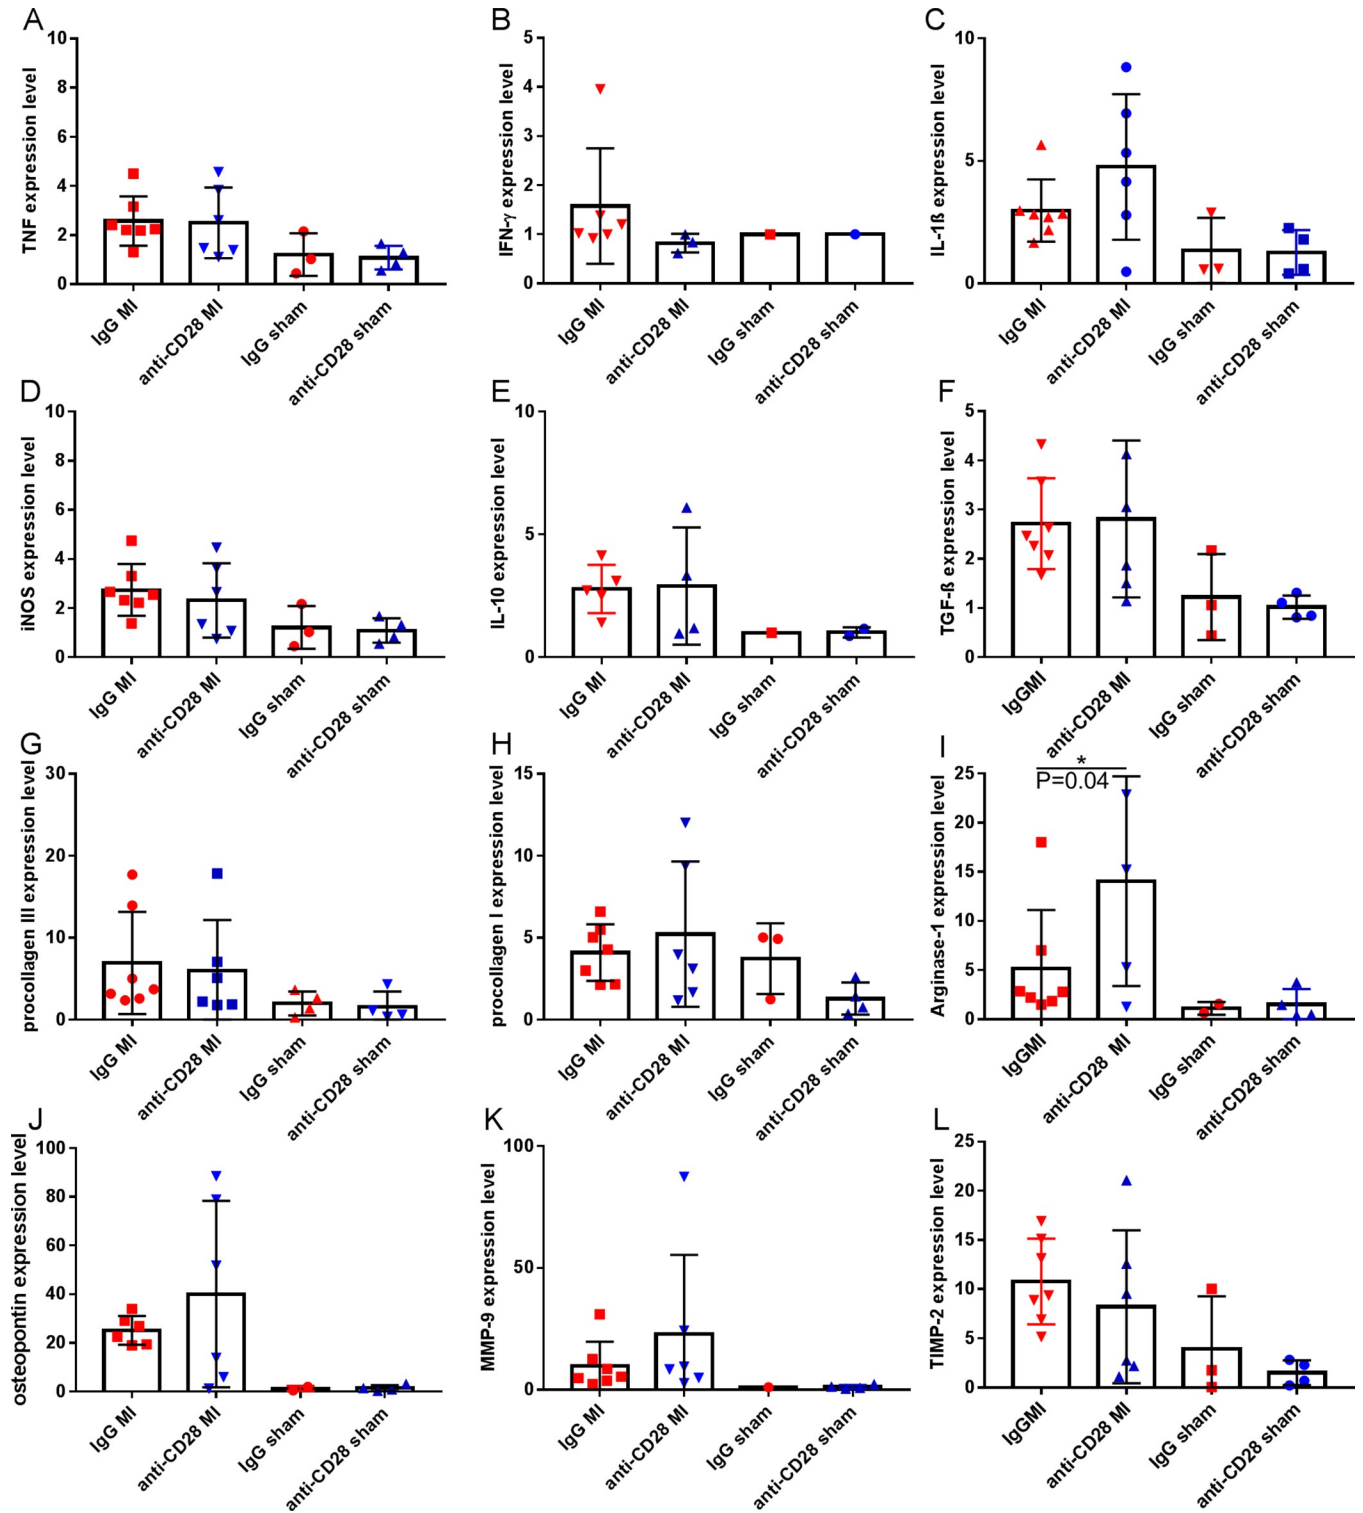 A
TNF expression level
10
8
6
4
2
0
IgG MI
anti-CD28 MI
IgG sham
anti-CD28 sham
B
IFN-γ expression level
5
4
3
2
1
0
IgG MI
anti-CD28 MI
IgG sham
anti-CD28 sham
C
IL-1ß expression level
10
5
0
IgG MI
anti-CD28 MI
IgG sham
anti-CD28 sham
D
iNOS expression level
10
8
6
4
2
0
IgG MI
anti-CD28 MI
IgG sham
anti-CD28 sham
E
IL-10 expression level
10
5
0
IgG MI
anti-CD28 MI
IgG sham
anti-CD28 sham
F
TGF-ß expression level
5
4
3
2
1
0
IgGMI
anti-CD28 MI
IgG sham
anti-CD28 sham
G
procollagen III expression level
30
20
10
0
IgG MI
anti-CD28 MI
IgG sham
anti-CD28 sham
H
procollagen I expression level
15
10
5
0
IgG MI
anti-CD28 MI
IgG sham
anti-CD28 sham
I
Arginase-1 expression level
25
20
15
10
5
0
*
P=0.04
IgGMI
anti-CD28 MI
IgG sham
anti-CD28 sham
J
osteopontin expression level
100
80
60
40
20
0
IgG MI
anti-CD28 MI
IgG sham
anti-CD28 sham
K
MMP-9 expression level
100
50
0
IgG MI
anti-CD28 MI
IgG sham
anti-CD28 sham
L
TIMP-2 expression level
25
20
15
10
5
0
IgGMI
anti-CD28 MI
IgG sham
anti-CD28 sham